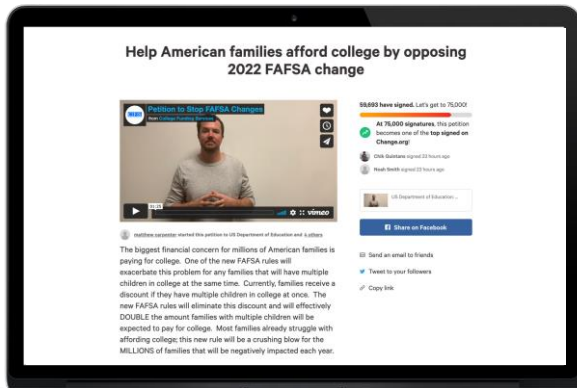 Help American families afford college by opposing
2022 FAFSA change
Petition to Stop FAFSA Changes
from College Funding Services
01:25
vimeo
matthew carpenter started this petition to US Department of Education and 4 others
The biggest financial concern for millions of American families is
paying for college. One of the new FAFSA rules will
exacerbate this problem for any families that will have multiple
children in college at the same time. Currently, families receive a
discount if they have multiple children in college at once. The
new FAFSA rules will eliminate this discount and will effectively
DOUBLE the amount families with multiple children will be
expected to pay for college. Most families already struggle with
affording college; this new rule will be a crushing blow for the
MILLIONS of families that will be negatively impacted each year.
59,693 have signed. Let's get to 75,000!
At 75,000 signatures, this petition
becomes one of the top signed on
Change.org!
signed 22 hours ago
Noah Smith signed 23 hours ago
US Department of Education ...
Share on Facebook
Send an email to friends
Tweet to your followers
Copy link